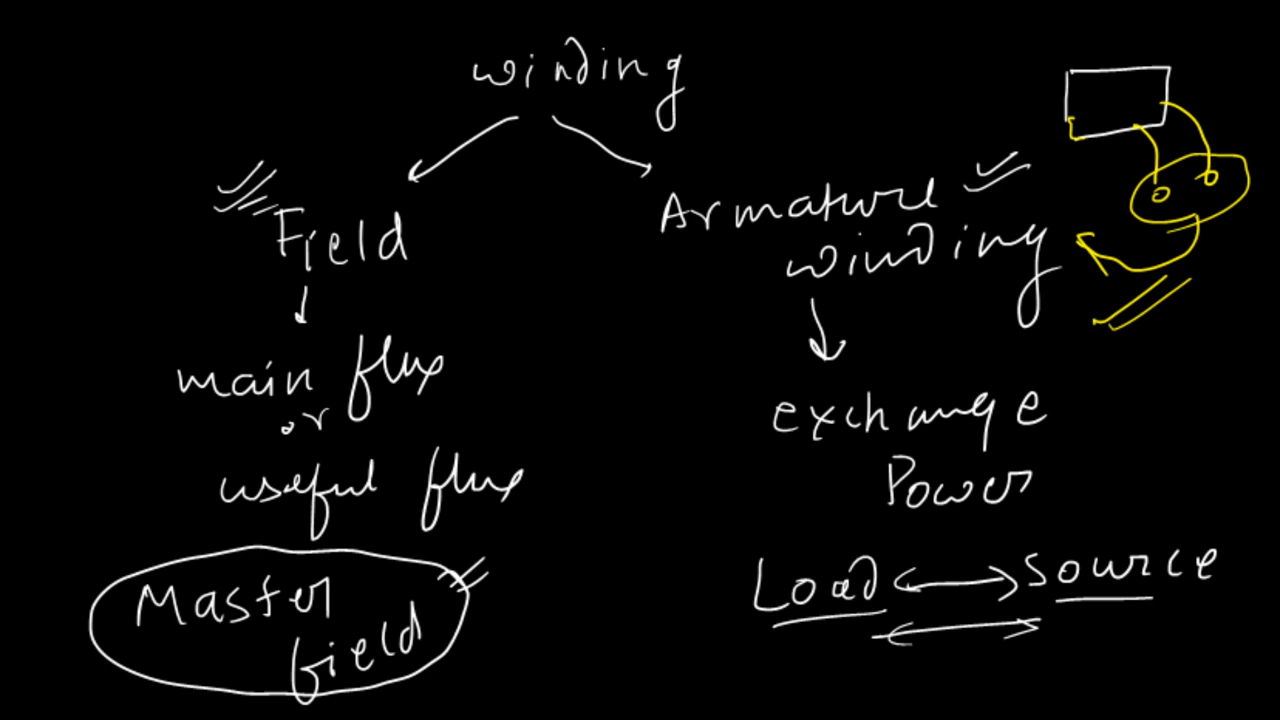 winding
Field
main flux
or
useful flux
Master
field
Armature
winding
exchange
Power
Load ↔ Source